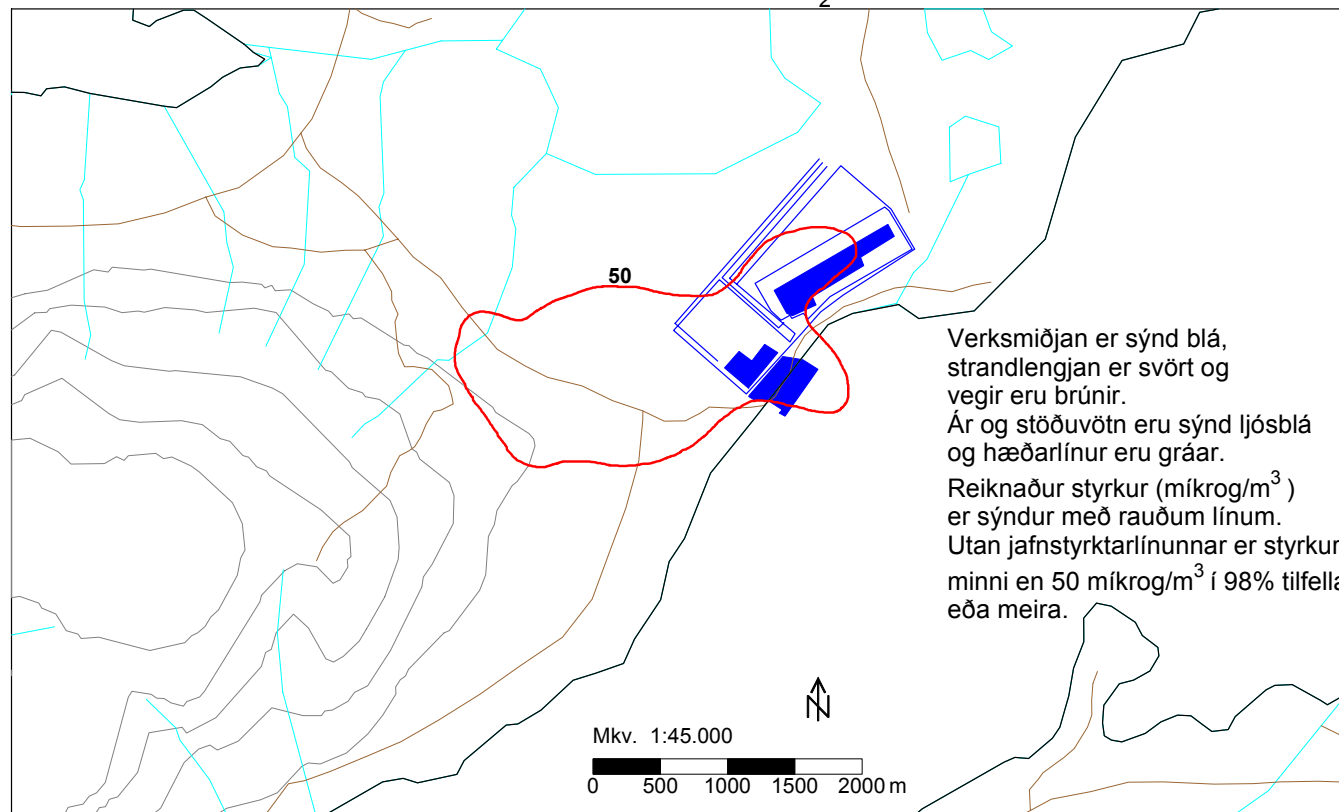 2
50
Verksmiðjan er sýnd blá,
strandlengjan er svört og
vegir eru brúnir.
Ár og stöðuvötn eru sýnd ljósblá
og hæðarlínur eru gráar.
Reiknaður styrkur (míkrog/m³ )
er sýndur með rauðum línum.
Utan jafnstyrktarlínunnar er styrkur
minni en 50 míkrog/m³ í 98% tilfella
eða meira.
N
Mkv. 1:45.000
0 500 1000 1500 2000 m